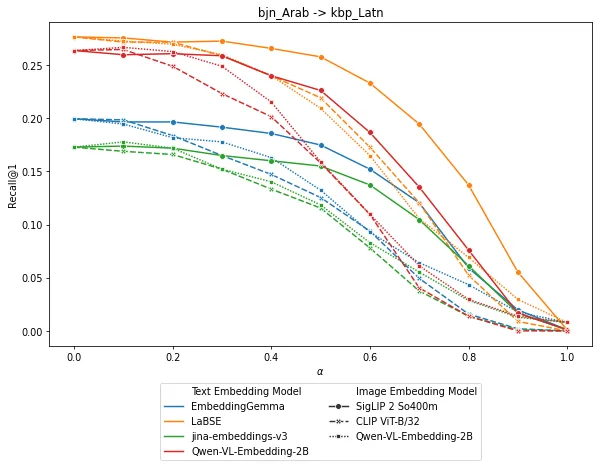 bjn_Arab -> kbp_Latn
Recall@1
0.25
0.20
0.15
0.10
0.05
0.00
0.0 0.2 0.4 0.6 0.8 1.0
α
Text Embedding Model
EmbeddingGemma
LaBSE
jina-embeddings-v3
Qwen-VL-Embedding-2B
Image Embedding Model
SigLIP 2 So400m
CLIP ViT-B/32
Qwen-VL-Embedding-2B